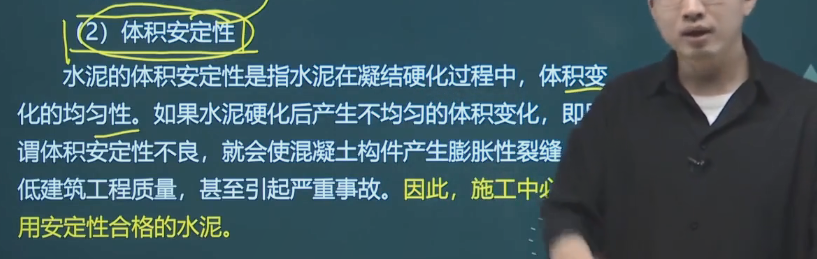 （2）体积安定性
水泥的体积安定性是指水泥在凝结硬化过程中，体积变
化的均匀性。如果水泥硬化后产生不均匀的体积变化，即
谓体积安定性不良，就会使混凝土构件产生膨胀性裂缝
低建筑工程质量，甚至引起严重事故。因此，施工中必
用安定性合格的水泥。